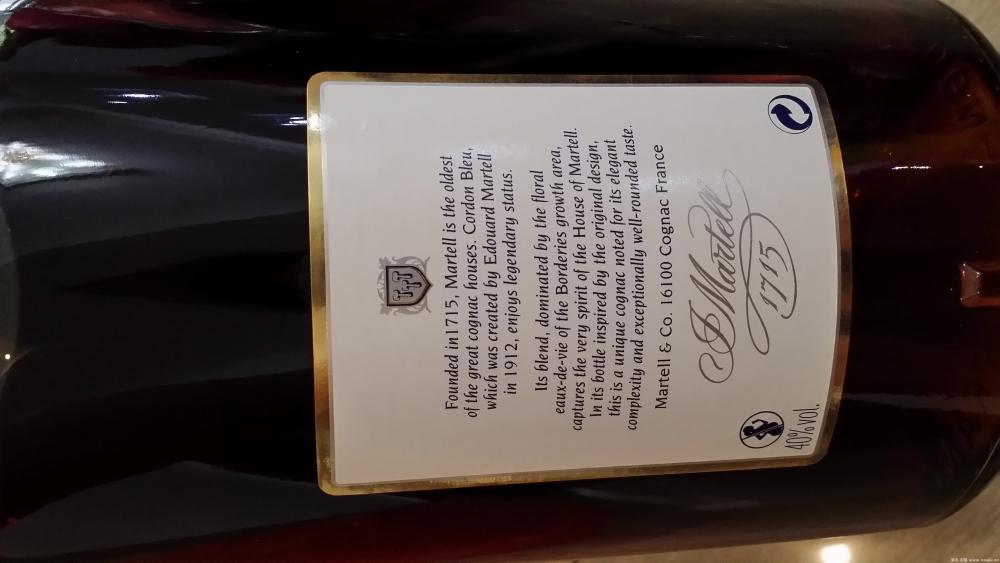 Founded in1715, Martell is the oldest
of the great cognac houses. Cordon Bleu,
which was created by Edouard Martell
in 1912, enjoys legendary status.
Its blend, dominated by the floral
eaux-de-vie of the Borderies growth area,
captures the very spirit of the House of Martell.
In its bottle inspired by the original design,
this is a unique cognac noted for its elegant
complexity and exceptionally well-rounded taste.
Martell & Co. 16100 Cognac France
J Martell
1715
40%vol.